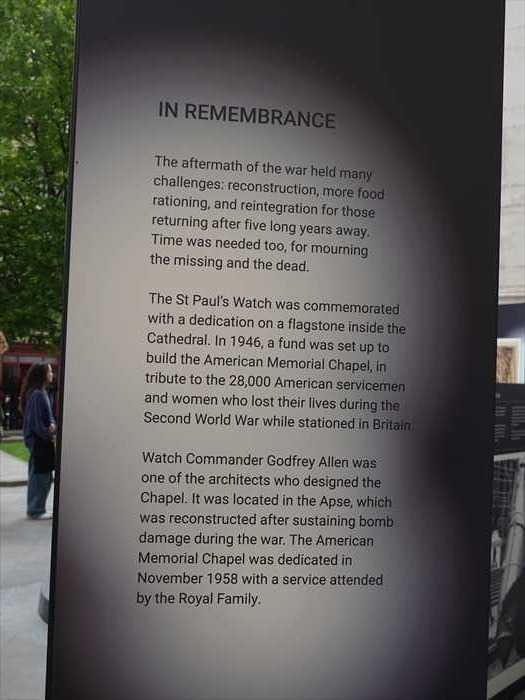 IN REMEMBRANCE
The aftermath of the war held many
challenges: reconstruction, more food
rationing, and reintegration for those
returning after five long years away.
Time was needed too, for mourning
the missing and the dead.
The St Paul's Watch was commemorated
with a dedication on a flagstone inside the
Cathedral. In 1946, a fund was set up to
build the American Memorial Chapel, in
tribute to the 28,000 American servicemen
and women who lost their lives during the
Second World War while stationed in Britain
Watch Commander Godfrey Allen was
one of the architects who designed the
Chapel. It was located in the Apse, which
was reconstructed after sustaining bomb
damage during the war. The American
Memorial Chapel was dedicated in
November 1958 with a service attended
by the Royal Family.